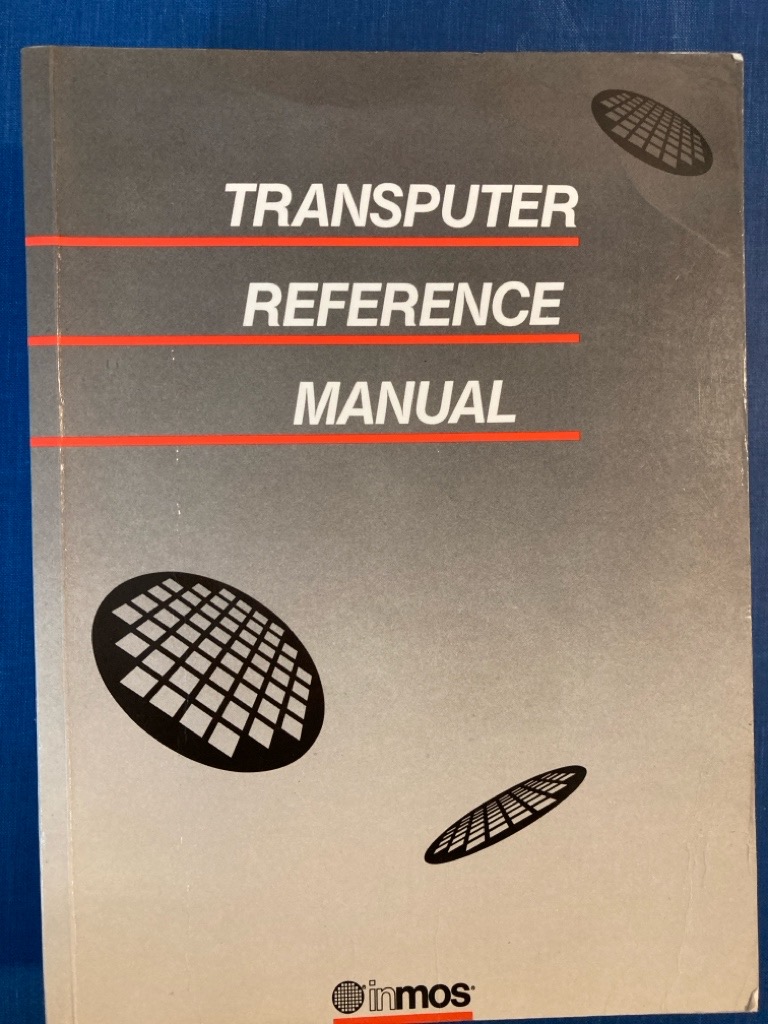 TRANSPUTER
REFERENCE
MANUAL
inmos®